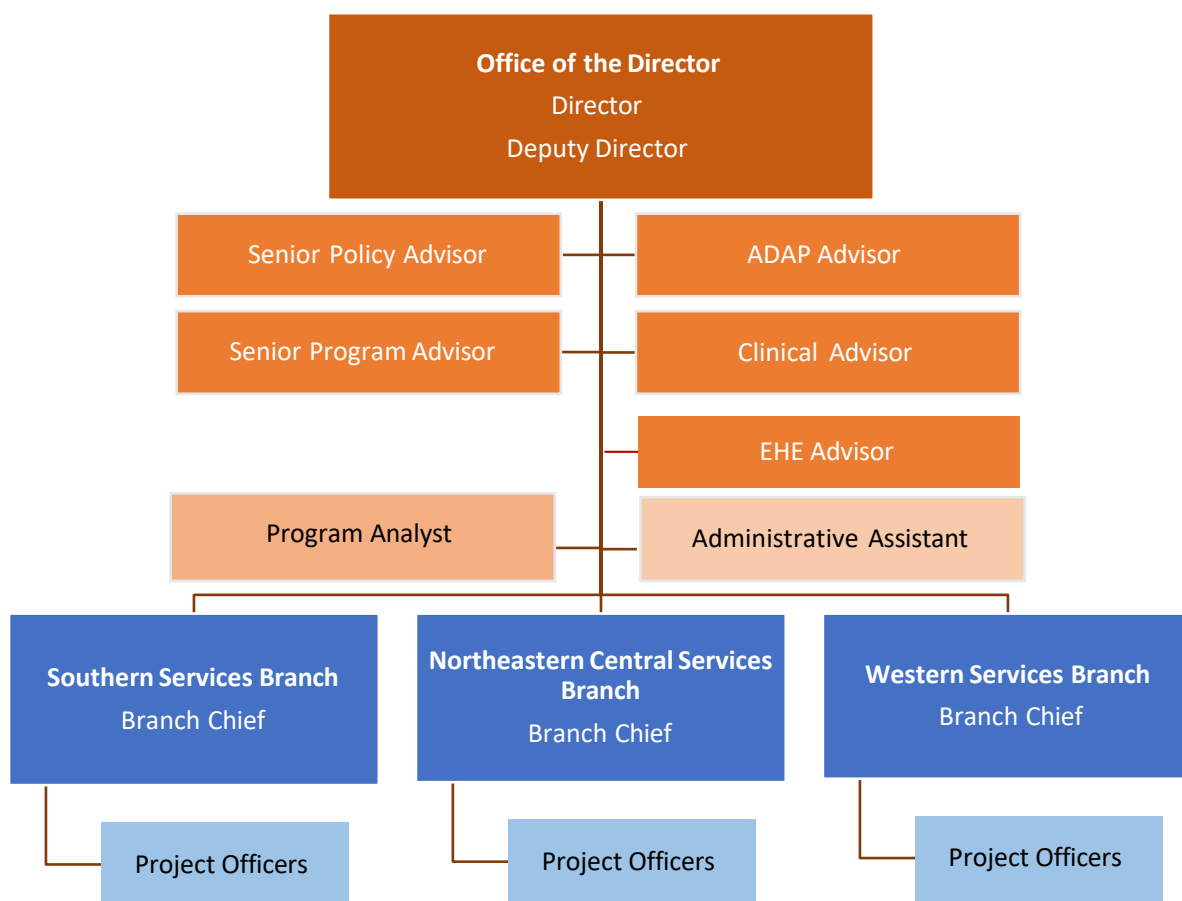 Office of the Director
Director
Deputy Director
Senior Policy Advisor
ADAP Advisor
Senior Program Advisor
Clinical Advisor
EHE Advisor
Program Analyst
Administrative Assistant
Southern Services Branch
Branch Chief
Northeastern Central Services
Branch
Branch Chief
Western Services Branch
Branch Chief
Project Officers
Project Officers
Project Officers